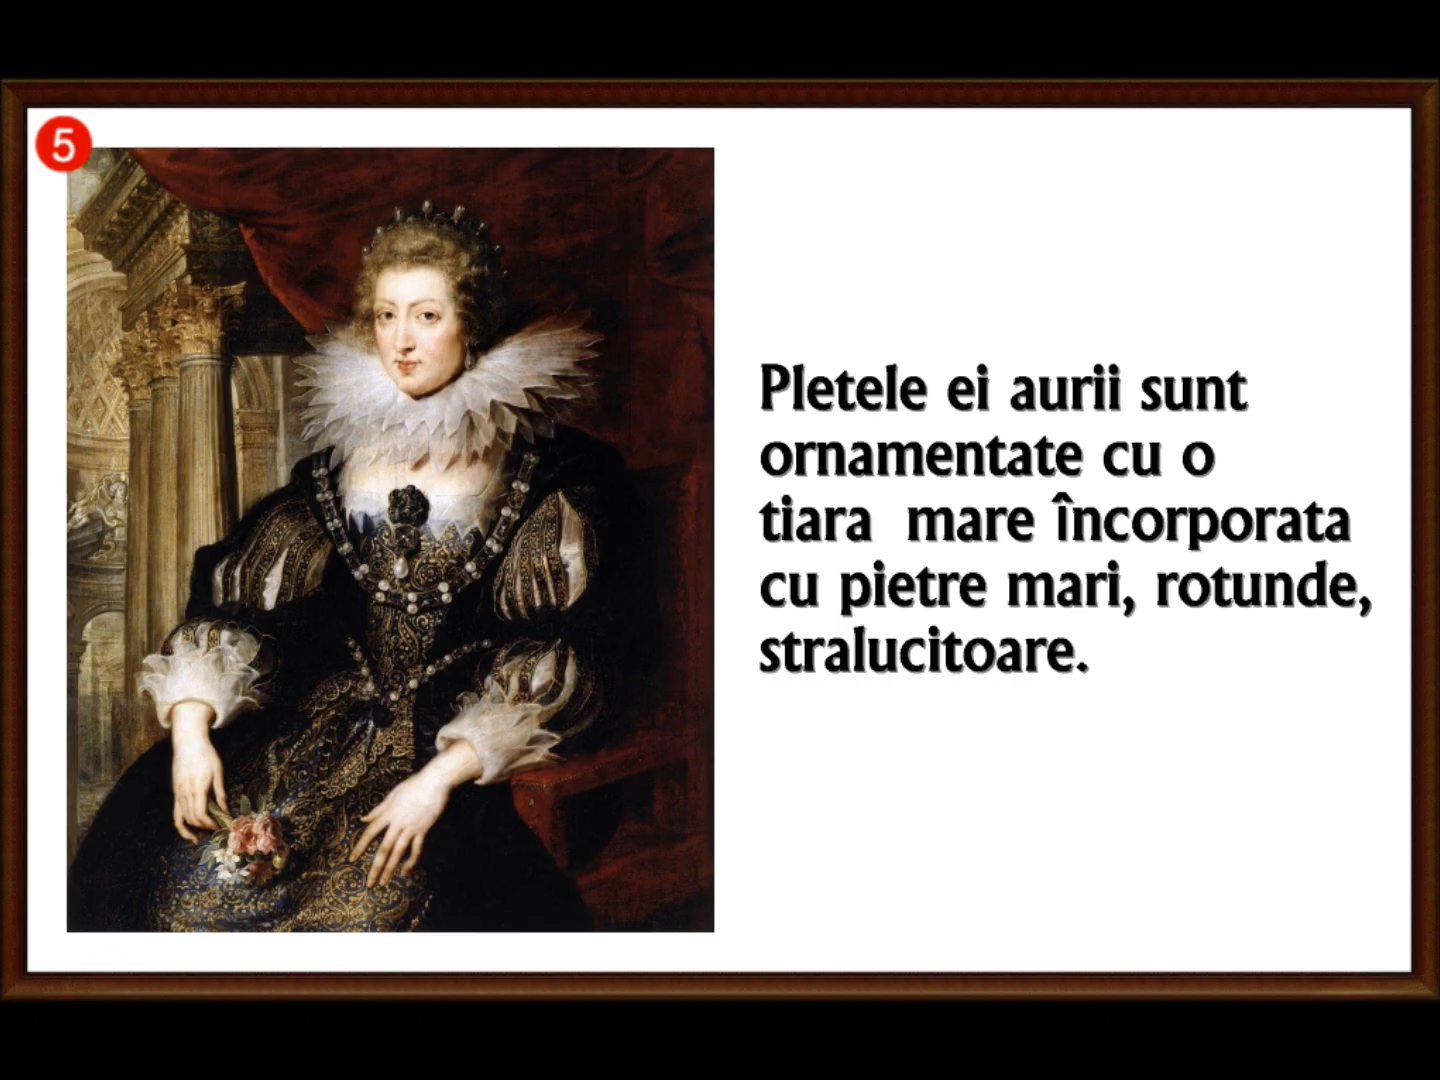 5
Pletele ei aurii sunt
ornamentate cu o
tiara mare încorporata
cu pietre mari, rotunde,
stralucitoare.